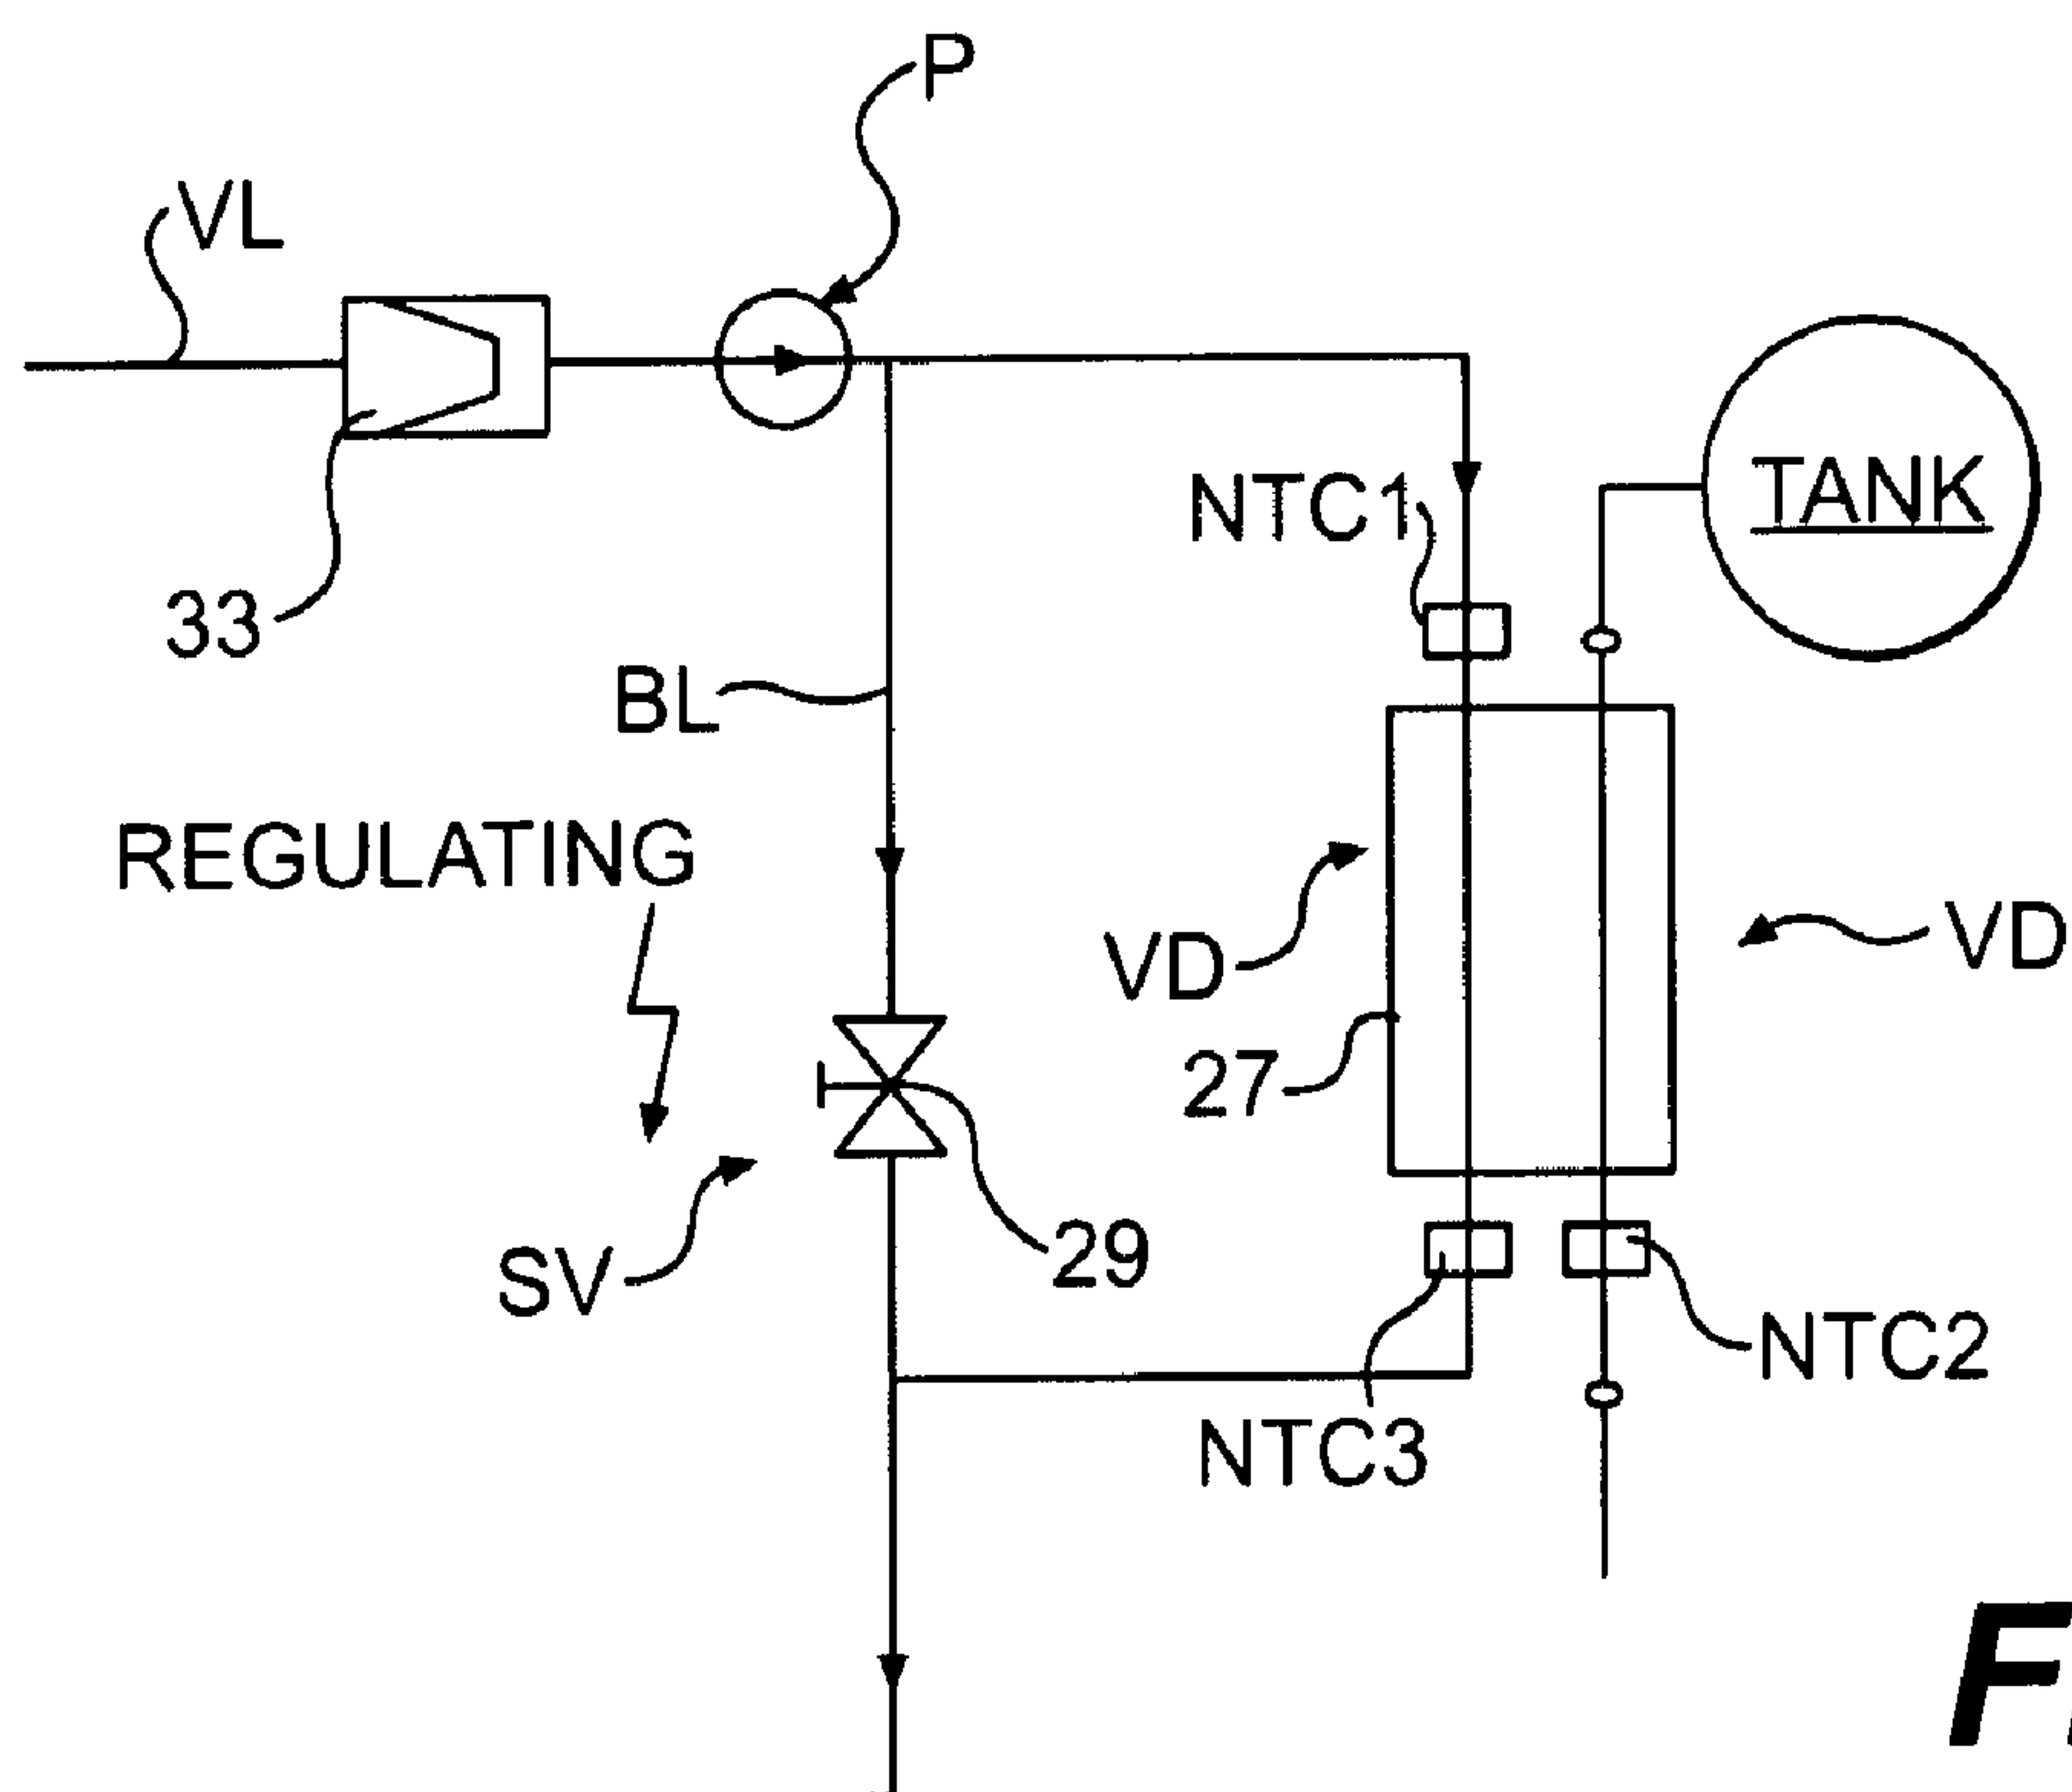 P
VL
TANK
NTC1
33
BL
REGULATING
VD
VD
27
29
SV
NTC2
NTC3